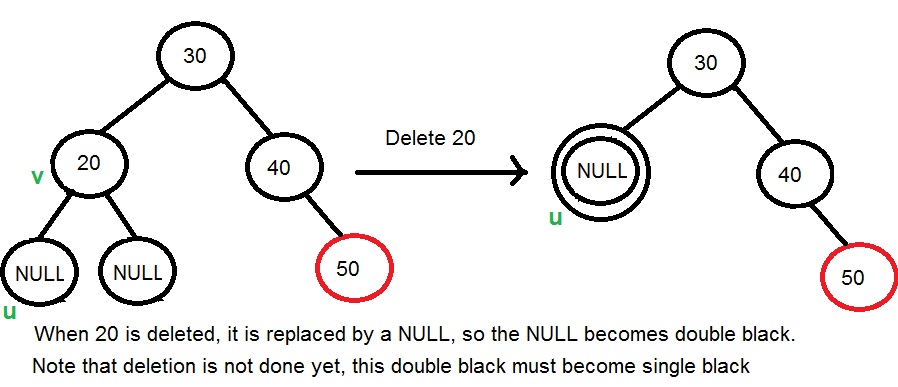 30
30
Delete 20
v 20 40
NULL 40
u
NULL NULL 50
50
u
When 20 is deleted, it is replaced by a NULL, so the NULL becomes double black.
Note that deletion is not done yet, this double black must become single black